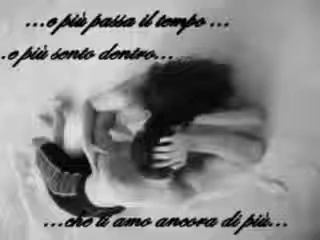 ...e più passa il tempo ...
.e più sento dentro...
...che ti amo ancora di più...